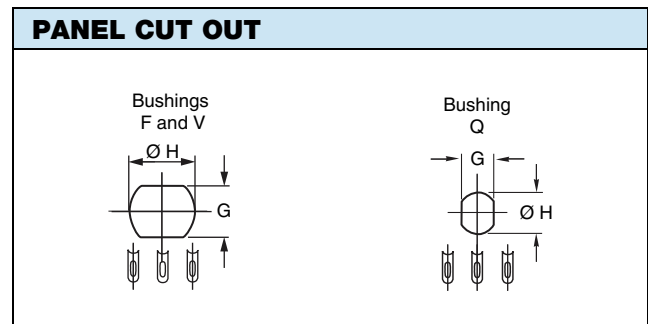 PANEL CUT OUT
Bushings
F and V
Ø H
G
Bushing
Q
G
Ø H